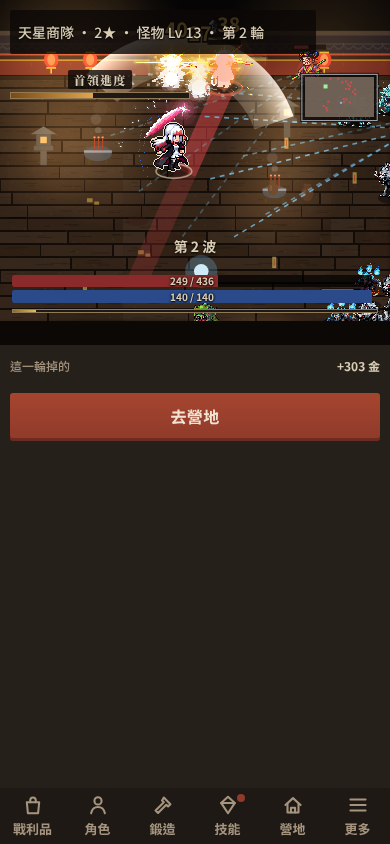 天星商隊 · 2★ · 怪物 Lv 13 · 第 2 輪
首領進度
第 2 波
249 / 436
140 / 140
這一輪掉的
+303 金
去營地
戰利品
角色
鍛造
技能
營地
更多